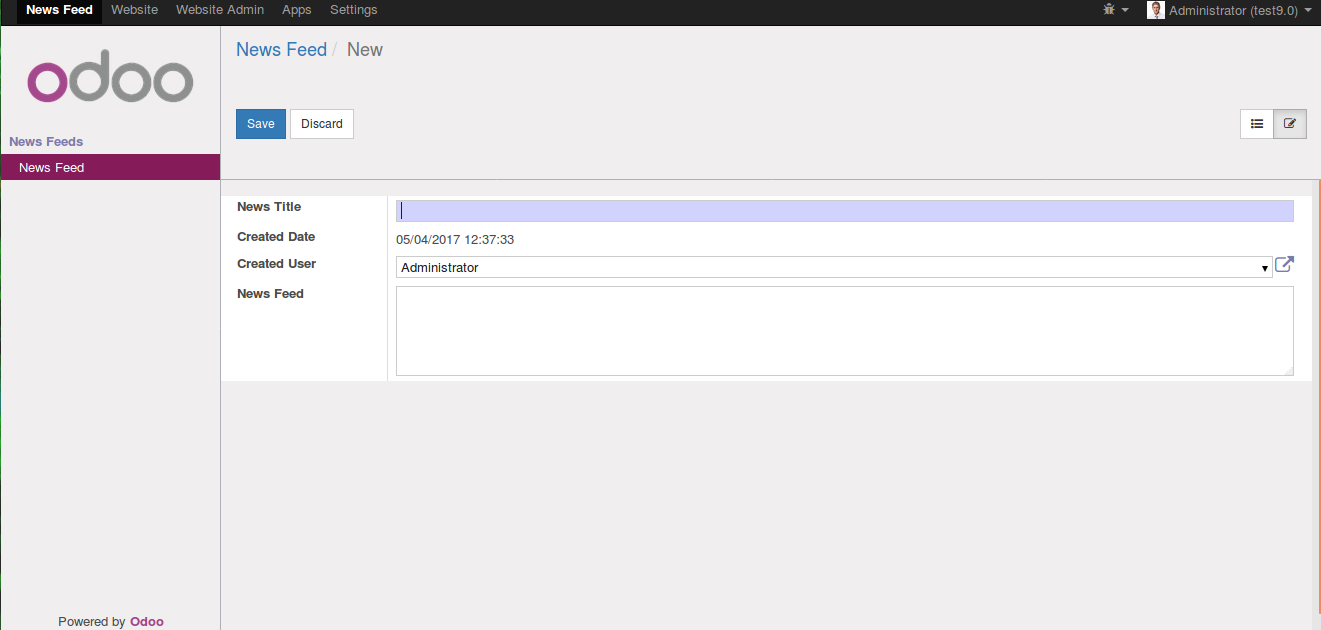 News Feed Website Website Admin Apps Settings Administrator (test9.0)
odoo
News Feed / New
Save Discard
News Feeds
News Feed
News Title
Created Date 05/04/2017 12:37:33
Created User Administrator
News Feed
Powered by Odoo